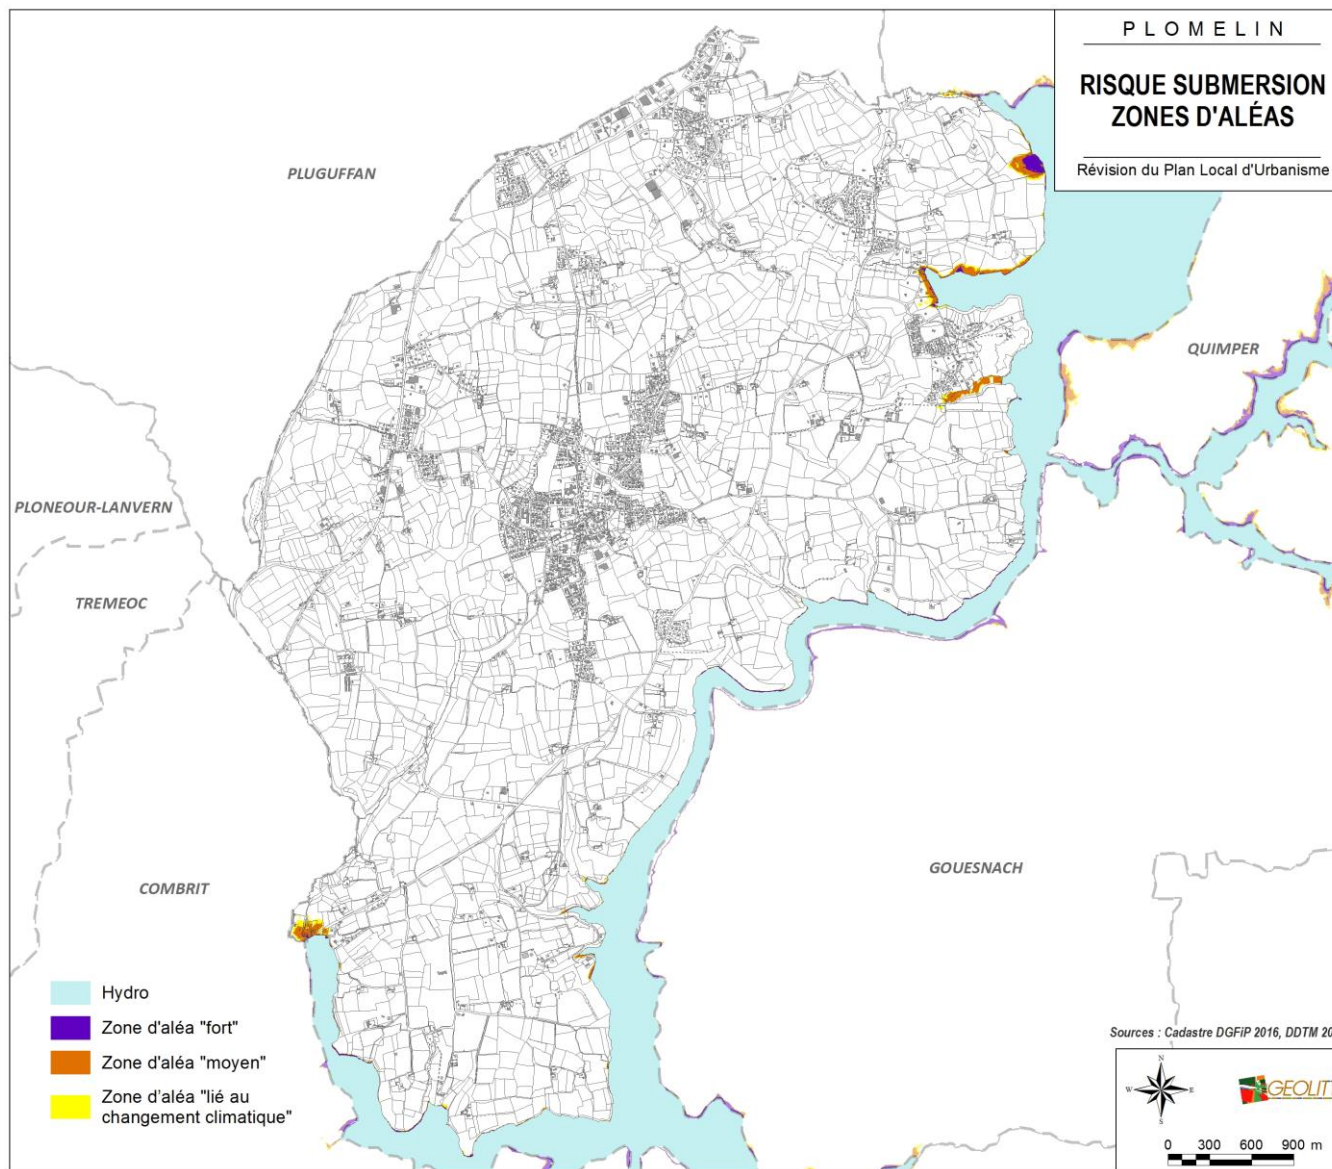 PLOMELIN
RISQUE SUBMERSION
ZONES D'ALÉAS
Révision du Plan Local d'Urbanisme
PLUGUFFAN
QUIMPER
PLONEOUR-LANVERN
TREMEOC
COMBRIT
GOUESNACH
Hydro
Zone d'aléa "fort"
Zone d'aléa "moyen"
Zone d'aléa "lié au
changement climatique"
Sources : Cadastre DGFiP 2016, DDTM 20
N
W E
S
GEOLIT
0 300 600 900 m